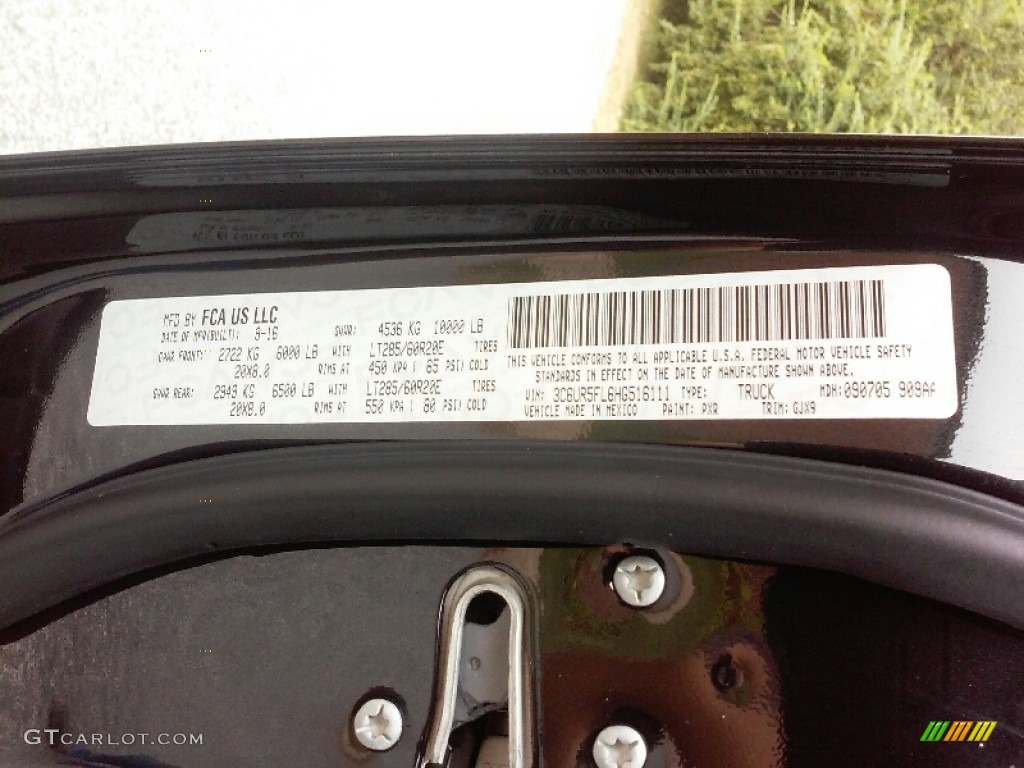 MFD BY FCA US LLC
DATE OF MFR(BUILT): 9-16 GVWR: 4536 KG 10000 LB
GAWR FRONT: 2722 KG 6000 LB WITH LT285/60R20E TIRES
20X8.0 RIMS AT 450 KPA( 65 PSI) COLD
GAWR REAR: 2949 KG 6500 LB WITH LT285/60R20E TIRES
20X8.0 RIMS AT 550 KPA( 80 PSI) COLD
THIS VEHICLE CONFORMS TO ALL APPLICABLE U.S.A. FEDERAL MOTOR VEHICLE SAFETY
STANDARDS IN EFFECT ON THE DATE OF MANUFACTURE SHOWN ABOVE.
VIN: 3C6UR5FL6HG516111 TYPE: TRUCK MDH:090705 909AA
VEHICLE MADE IN MEXICO PAINT: PXR TRIM: GJX9
GTCARLOT.COM